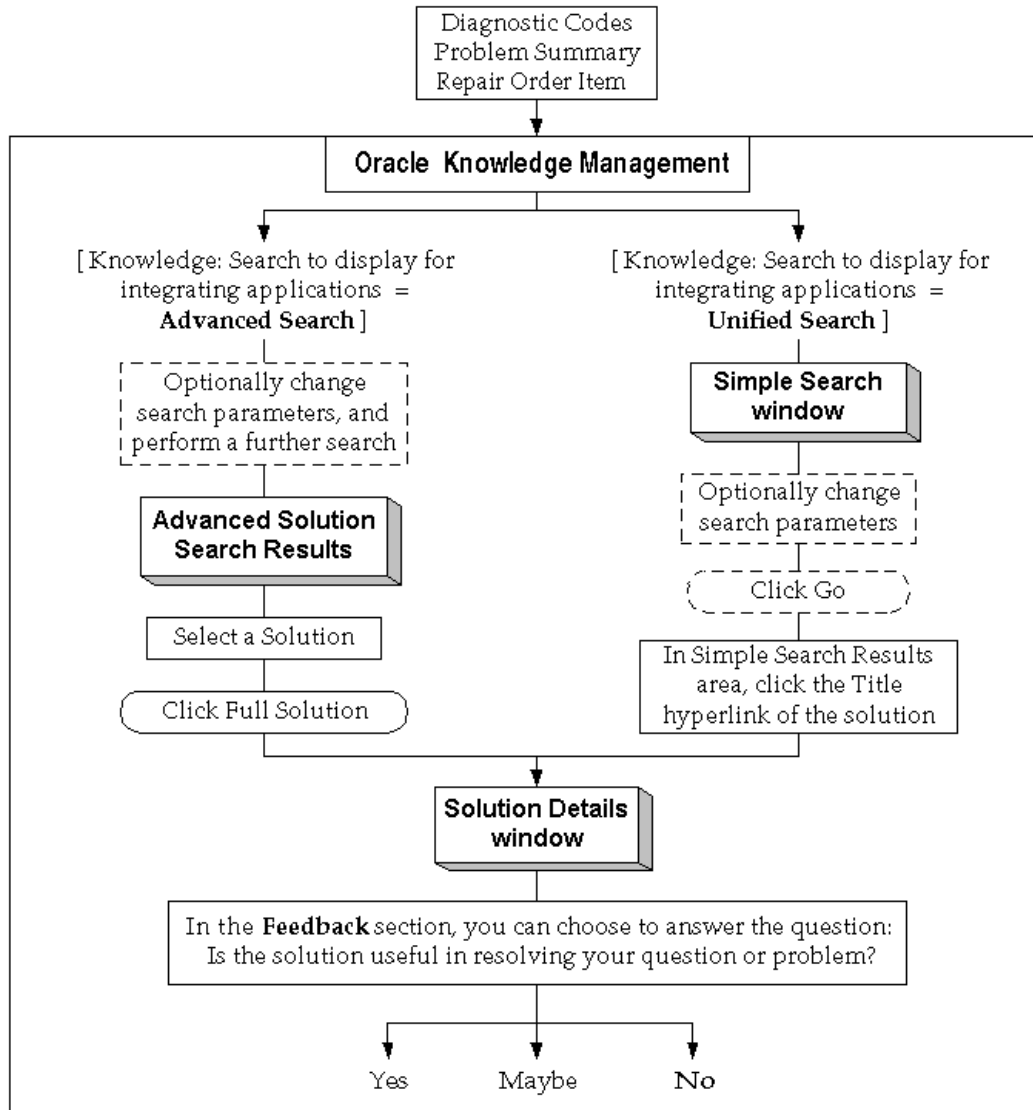 Diagnostic Codes
Problem Summary
Repair Order Item
Oracle Knowledge Management
[ Knowledge: Search to display for
integrating applications =
Advanced Search ]
[ Knowledge: Search to display for
integrating applications =
Unified Search ]
Optionally change
search parameters, and
perform a further search
Simple Search
window
Advanced Solution
Search Results
Optionally change
search parameters
Click Go
Select a Solution
In Simple Search Results
area, click the Title
hyperlink of the solution
Click Full Solution
Solution Details
window
In the Feedback section, you can choose to answer the question:
Is the solution useful in resolving your question or problem?
Yes
Maybe
No